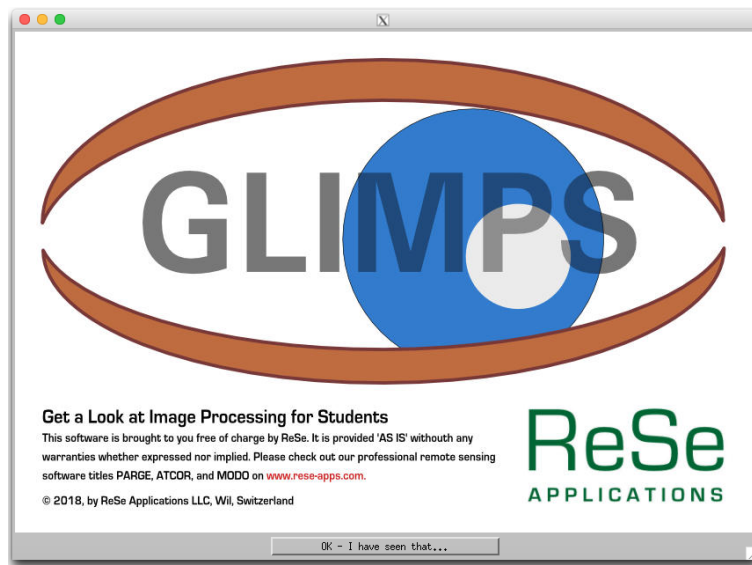 X
GLIMPS
Get a Look at Image Processing for Students
This software is brought to you free of charge by ReSe. It is provided 'AS IS' withouth any
warranties whether expressed nor implied. Please check out our professional remote sensing
software titles PARGE, ATCOR, and MODO on www.rese-apps.com.
© 2018, by ReSe Applications LLC, Wil, Switzerland
ReSe
APPLICATIONS
OK - I have seen that...